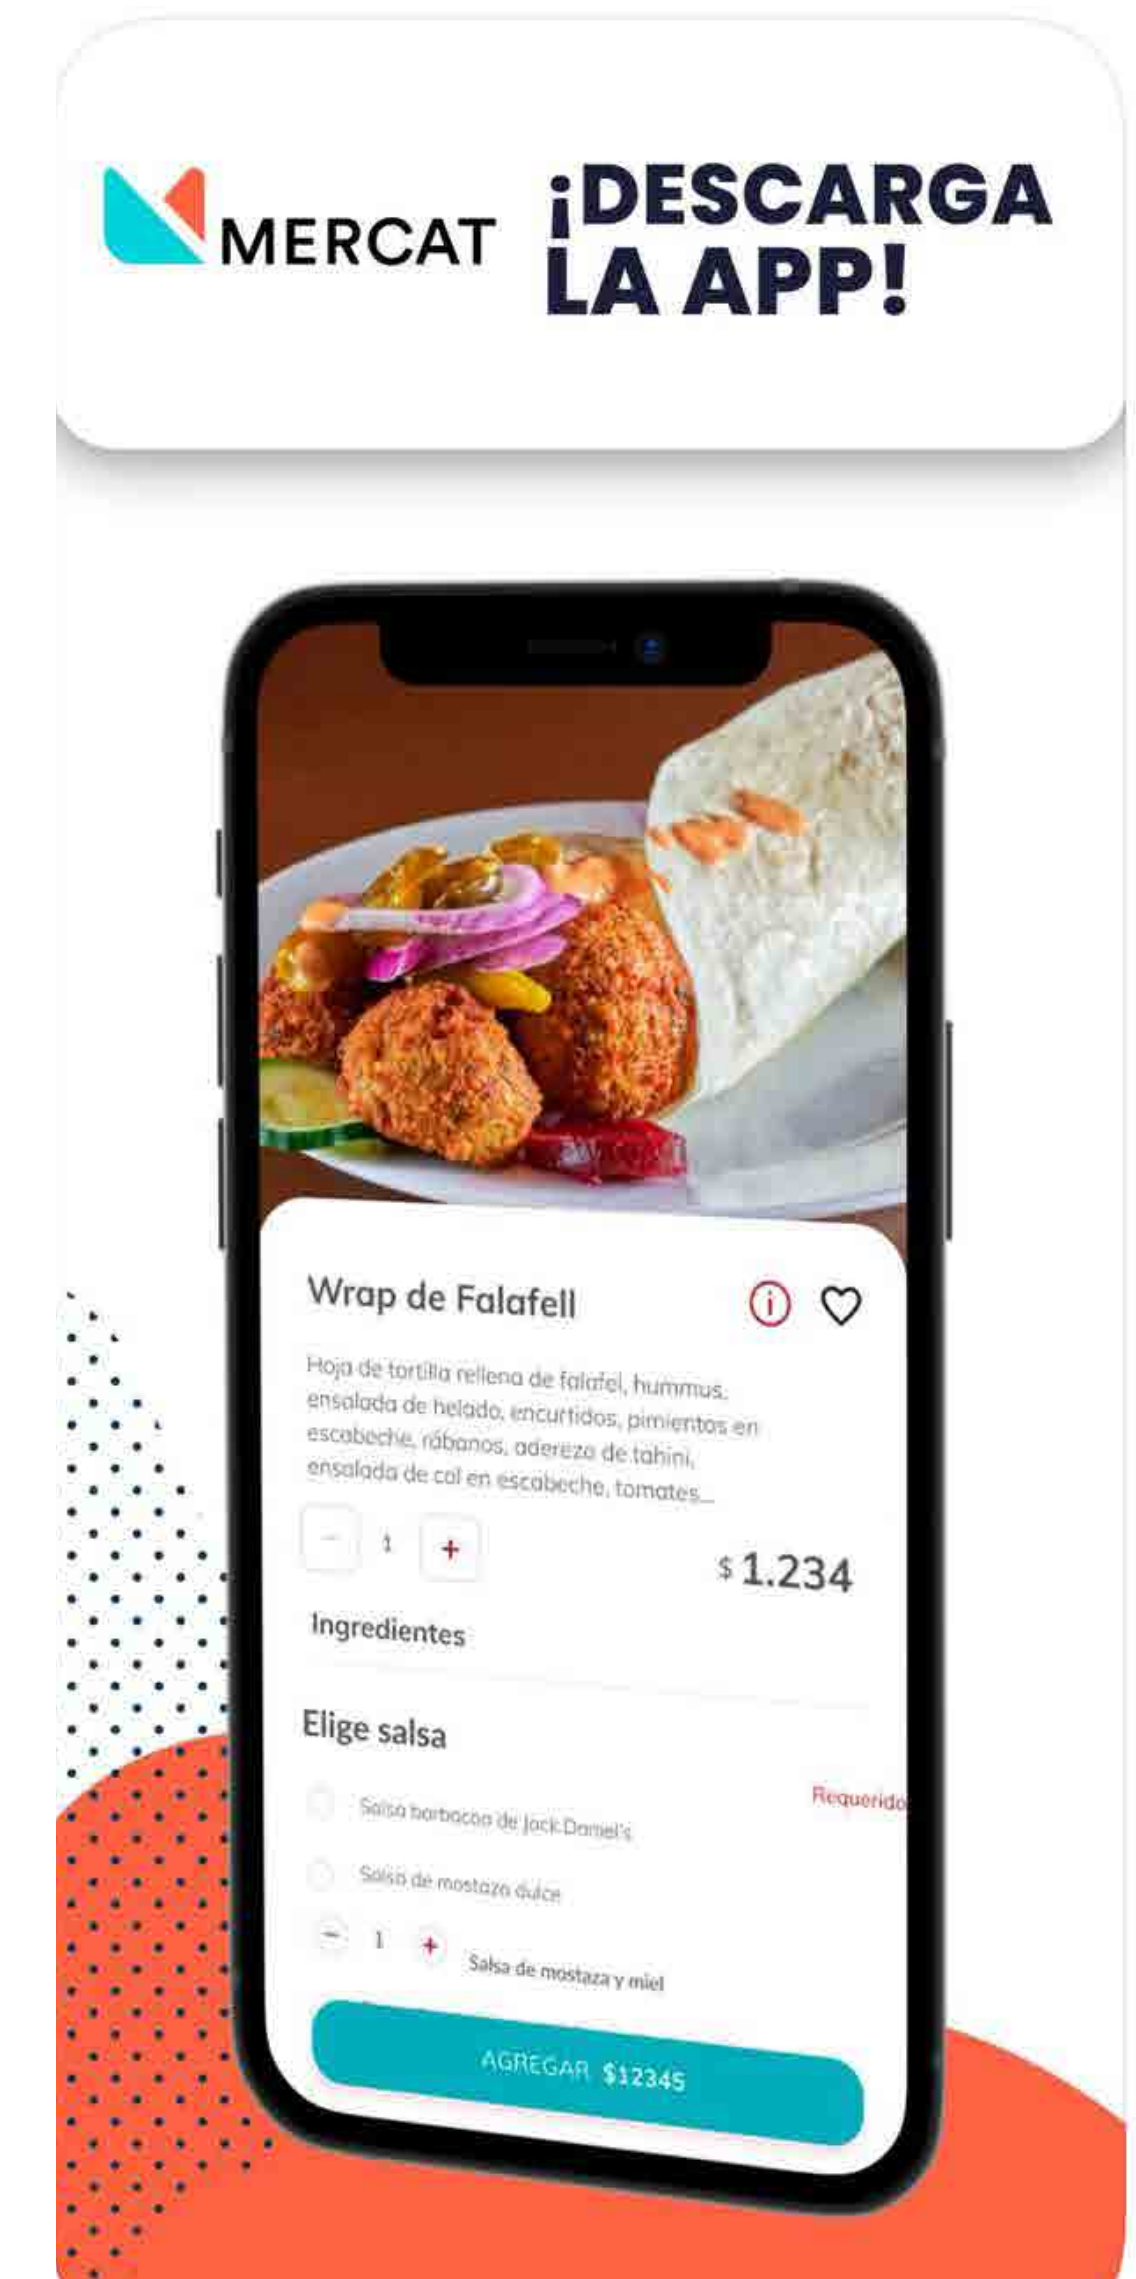 MERCAT
¡DESCARGA
LA APP!
Wrap de Falafell
Hoja de tortilla rellena de falafel, hummus,
ensalada de helado, encurtidos, pimientos en
escabeche, rábanos, aderezo de tahini,
ensalada de col en escabeche, tomates...
1
$ 1.234
Ingredientes
Elige salsa
Requerido
Salsa barbacoa de Jack Daniel's
Salsa de mostaza dulce
1
Salsa de mostaza y miel
AGREGAR $12345